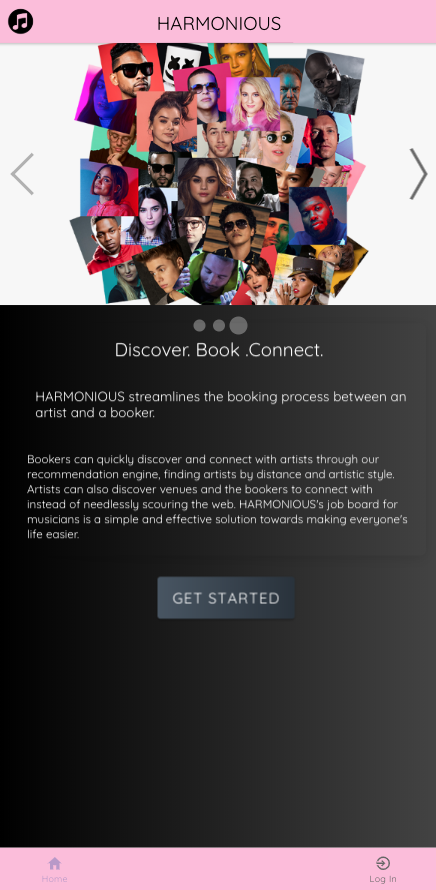 HARMONIOUS
Discover. Book .Connect.
HARMONIOUS streamlines the booking process between an
artist and a booker.
Bookers can quickly discover and connect with artists through our
recommendation engine, finding artists by distance and artistic style.
Artists can also discover venues and the bookers to connect with
instead of needlessly scouring the web. HARMONIOUS's job board for
musicians is a simple and effective solution towards making everyone's
life easier.
GET STARTED
Home
Log In